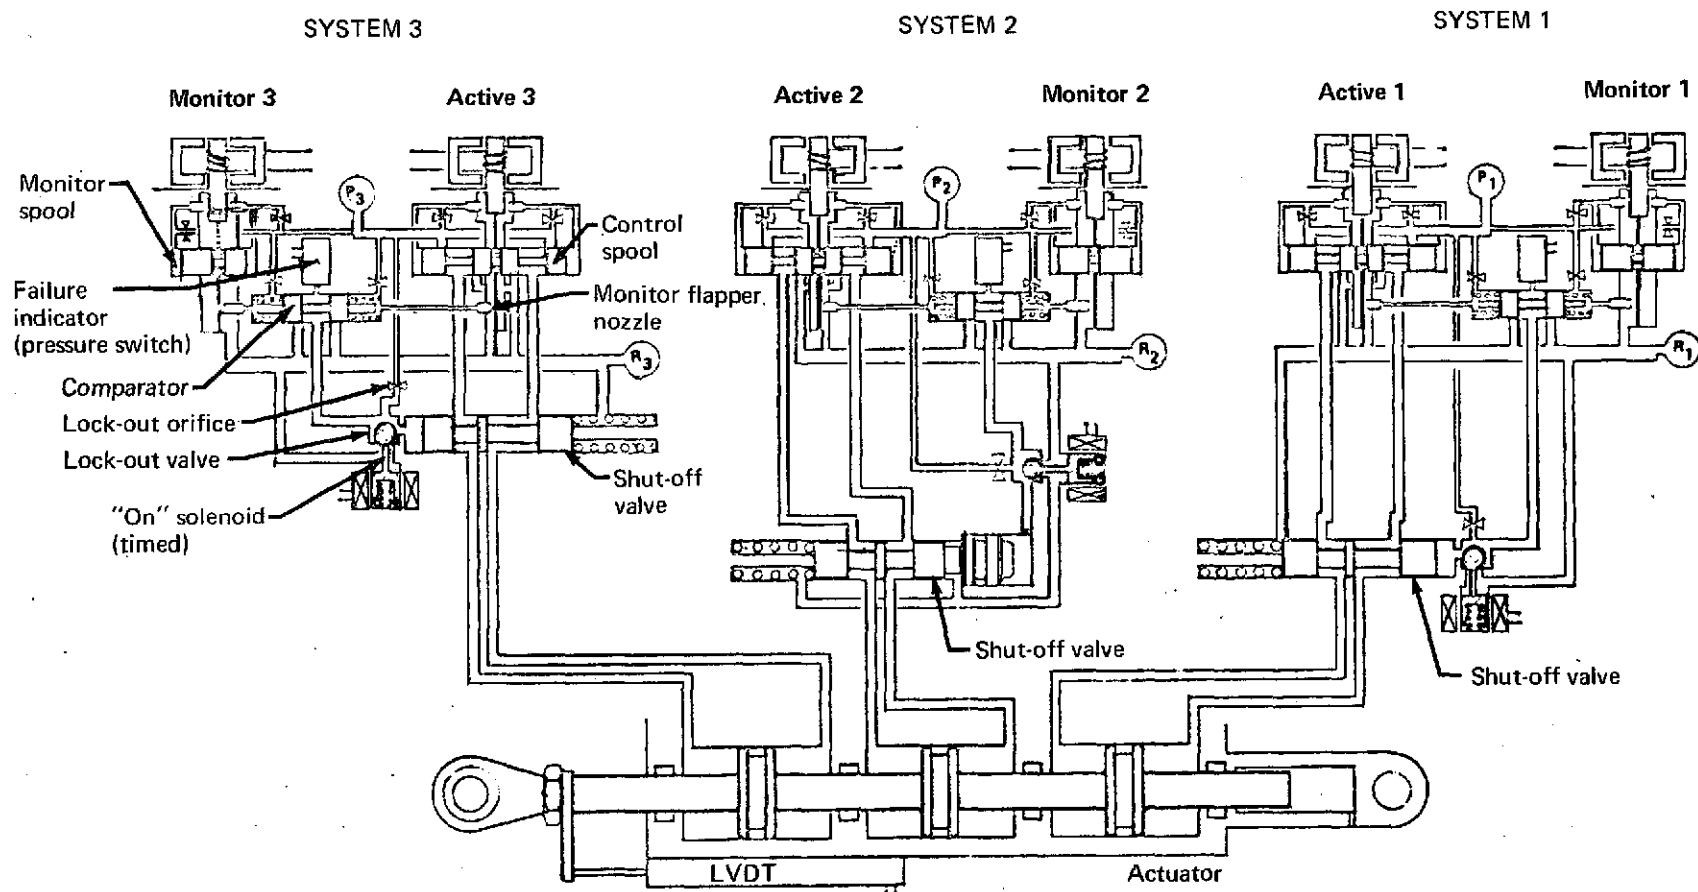 SYSTEM 3
SYSTEM 2
SYSTEM 1
Monitor 3
Active 3
Active 2
Monitor 2
Active 1
Monitor 1
Monitor
spool
P3
P2
P1
Control
spool
Failure
indicator
(pressure switch)
Monitor flapper
nozzle
Comparator
R3
R2
R1
Lock-out orifice
Lock-out valve
Shut-off
valve
"On" solenoid
(timed)
Shut-off valve
Shut-off valve
LVDT
Actuator